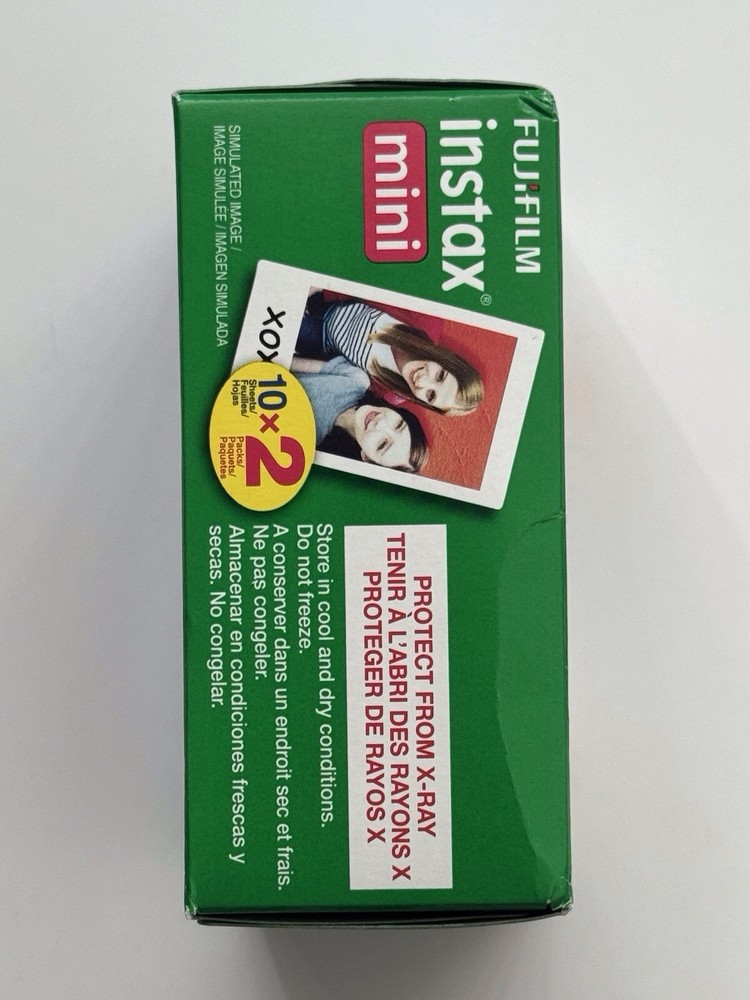 FUJIFILM
instax®
mini
SIMULATED IMAGE /
IMAGE SIMULÉE / IMAGEN SIMULADA
XOX
10×2
Sheets/
Feuilles/
Hojas
Packs/
Paquets/
Paquetes
PROTECT FROM X-RAY
TENIR À L'ABRI DES RAYONS X
PROTEGER DE RAYOS X
Store in cool and dry conditions.
Do not freeze.
A conserver dans un endroit sec et frais.
Ne pas congeler.
Almacenar en condiciones frescas y
secas. No congelar.